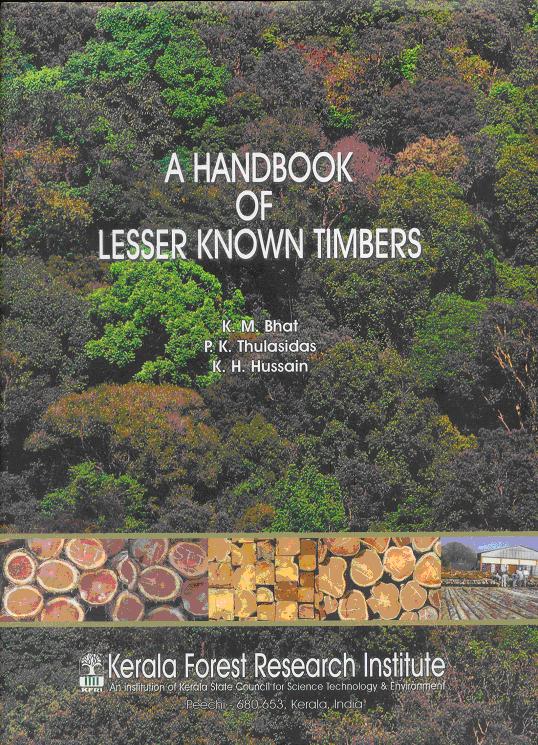 A HANDBOOK
OF
LESSER KNOWN TIMBERS
K. M. Bhat
P. K. Thulasidas
K. H. Hussain
KFRI
Kerala Forest Research Institute
An institution of Kerala State Council for Science Technology & Environment
Peechi - 680 653, Kerala, India